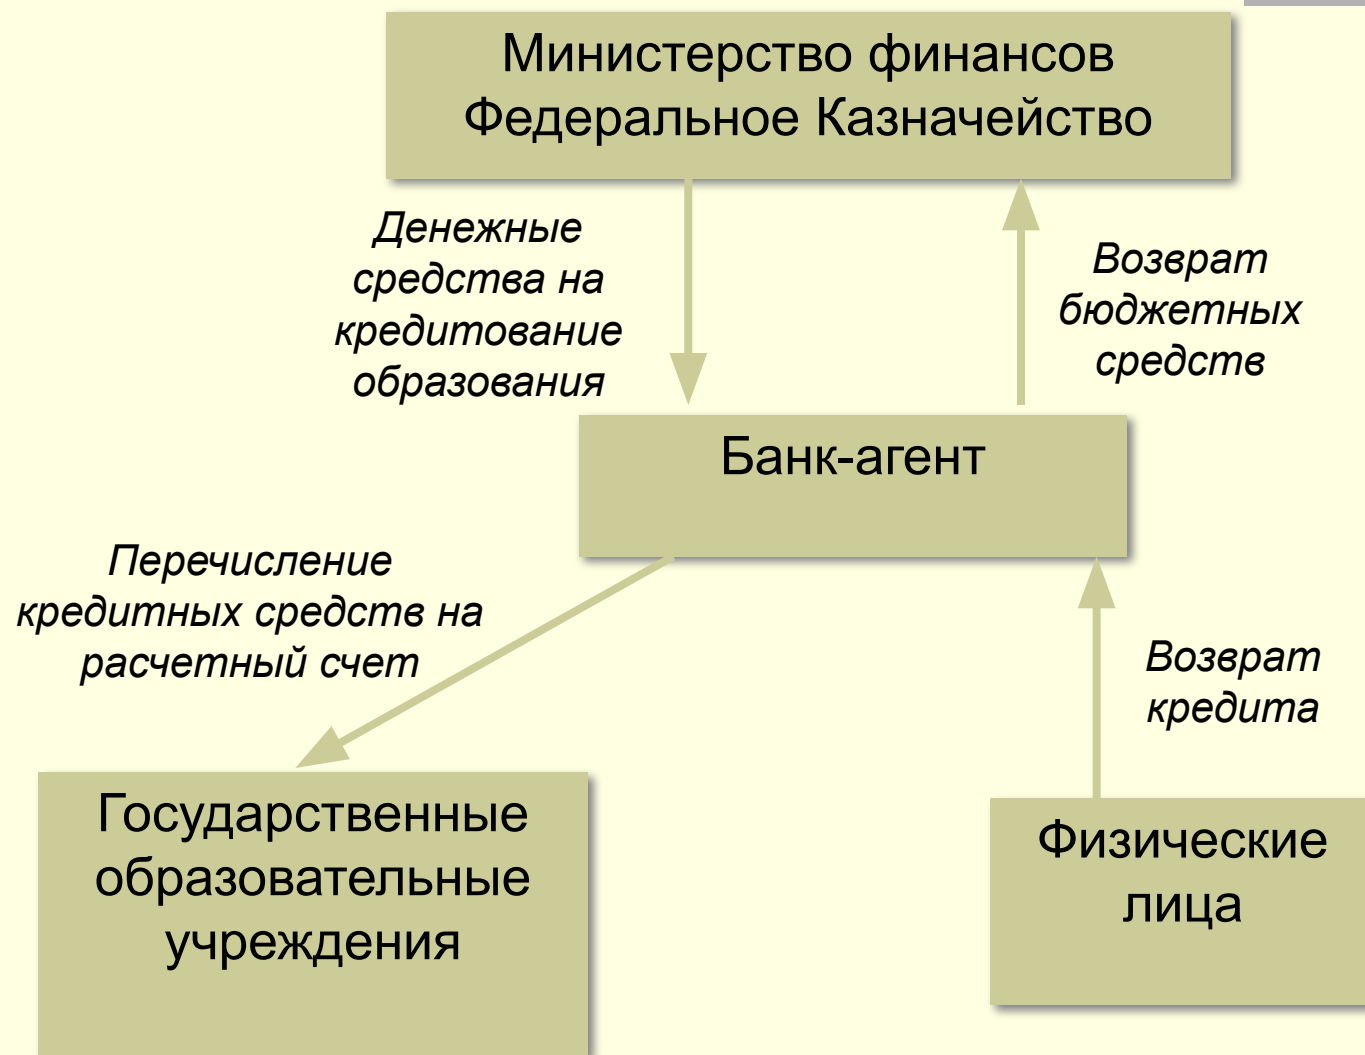 Министерство финансов
Федеральное Казначейство
Денежные
средства на
кредитование
образования
Возврат
бюджетных
средств
Банк-агент
Перечисление
кредитных средств на
расчетный счет
Возврат
кредита
Государственные
образовательные
учреждения
Физические
лица